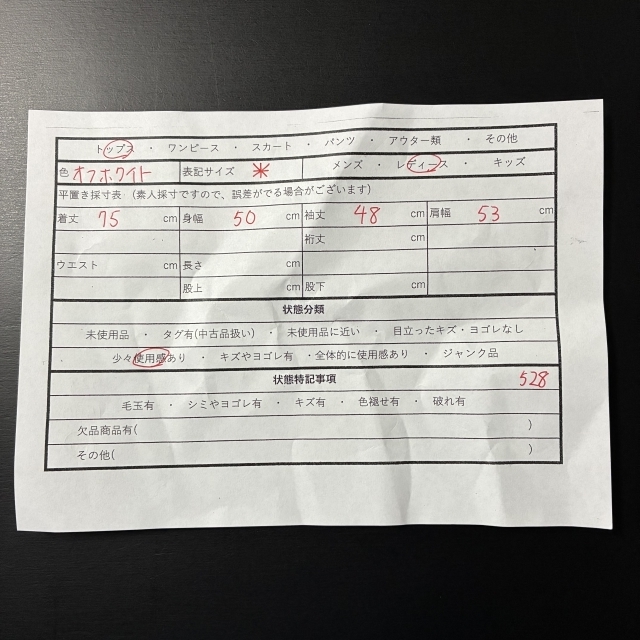 トップス ・ ワンピース ・ スカート ・ パンツ ・ アウター類 ・ その他
色 オフホワイト 表記サイズ ＊ メンズ ・ レディース ・ キッズ
平置き採寸表 （素人採寸ですので、誤差がでる場合がございます）
着丈 75 cm 身幅 50 cm 袖丈 48 cm 肩幅 53 cm
裄丈 cm
ウエスト cm 長さ cm
股上 cm 股下 cm
状態分類
未使用品 ・ タグ有(中古品扱い) ・ 未使用品に近い ・ 目立ったキズ・ヨゴレなし
少々使用感あり ・ キズやヨゴレ有 ・全体的に使用感あり ・ ジャンク品
状態特記事項 528
毛玉有 ・ シミやヨゴレ有 ・ キズ有 ・ 色褪せ有 ・ 破れ有
欠品商品有( )
その他( )